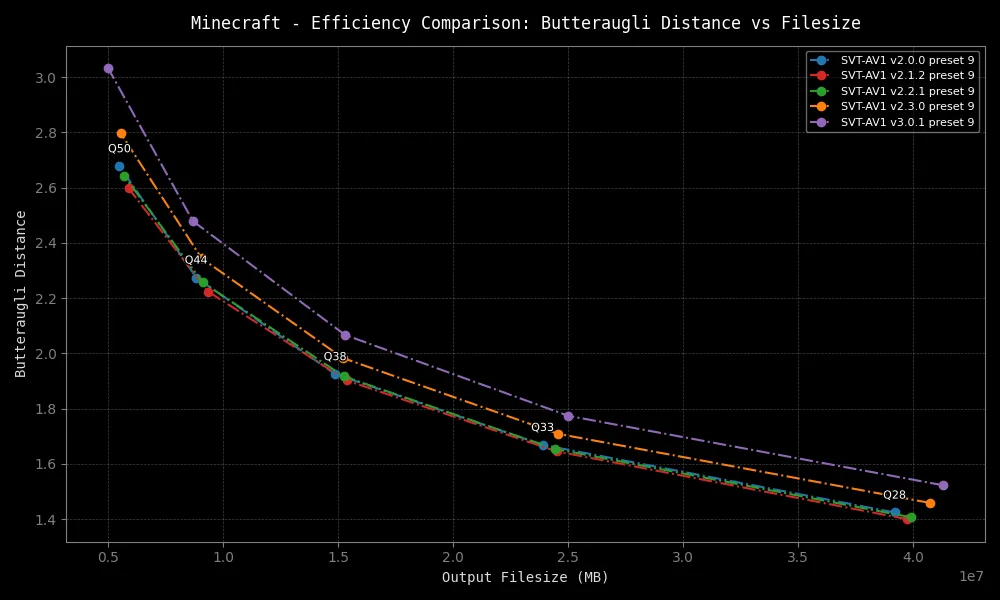 Minecraft - Efficiency Comparison: Butteraugli Distance vs Filesize
SVT-AV1 v2.0.0 preset 9
SVT-AV1 v2.1.2 preset 9
SVT-AV1 v2.2.1 preset 9
SVT-AV1 v2.3.0 preset 9
SVT-AV1 v3.0.1 preset 9
Butteraugli Distance
3.0
2.8
2.6
2.4
2.2
2.0
1.8
1.6
1.4
Q50
Q44
Q38
Q33
Q28
0.5
1.0
1.5
2.0
2.5
3.0
3.5
4.0
1e7
Output Filesize (MB)